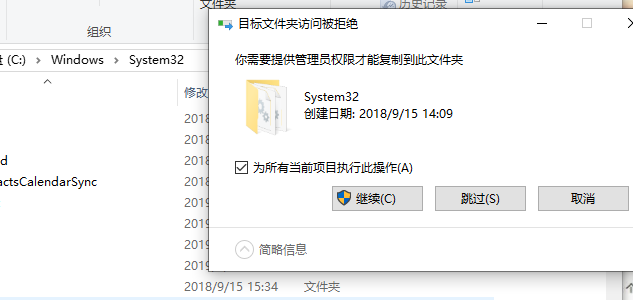 文件夹
历史记录
组织
目标文件夹访问被拒绝
(C:) > Windows > System32
你需要提供管理员权限才能复制到此文件夹
修改
System32
创建日期: 2018/9/15 14:09
2018
2018
d
2018
为所有当前项目执行此操作(A)
actsCalendarSync
2018
继续(C)
跳过(S)
取消
2019
2018
2019
简略信息
2019
2018/9/15 15:34
文件夹